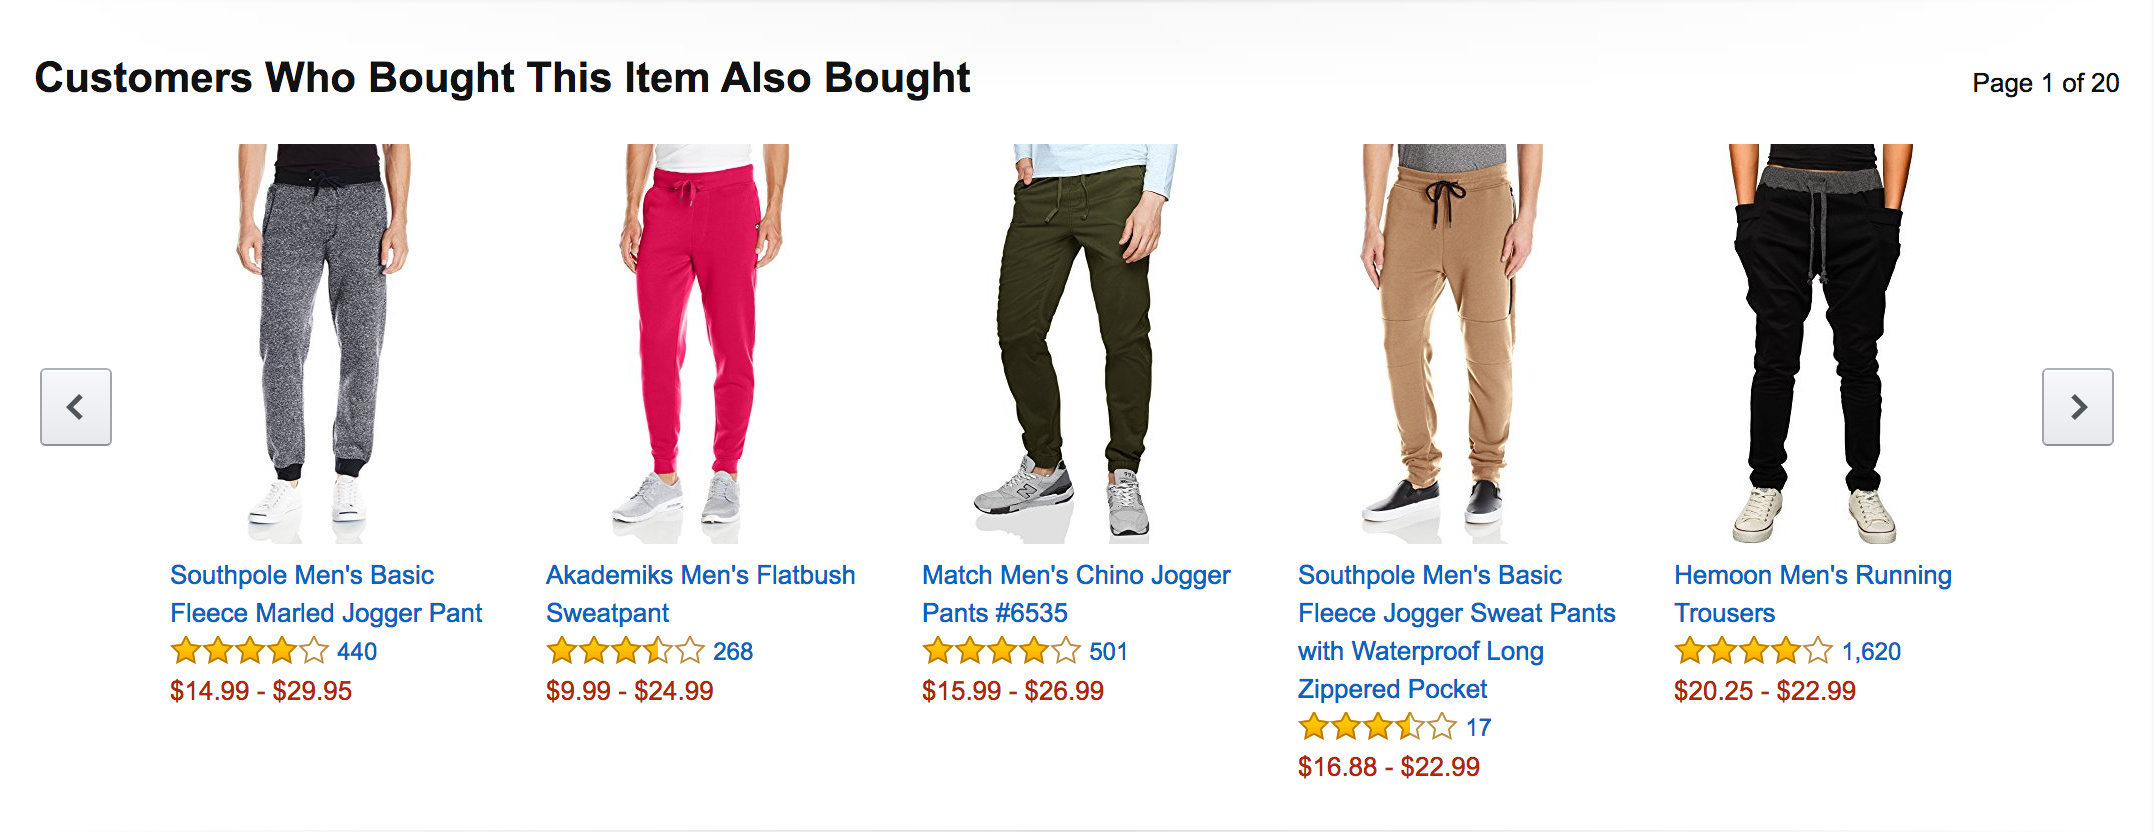 Customers Who Bought This Item Also Bought
Page 1 of 20
Southpole Men's Basic
Fleece Marled Jogger Pant
440
$14.99 - $29.95
Akademiks Men's Flatbush
Sweatpant
268
$9.99 - $24.99
Match Men's Chino Jogger
Pants #6535
501
$15.99 - $26.99
Southpole Men's Basic
Fleece Jogger Sweat Pants
with Waterproof Long
Zippered Pocket
17
$16.88 - $22.99
Hemoon Men's Running
Trousers
1,620
$20.25 - $22.99